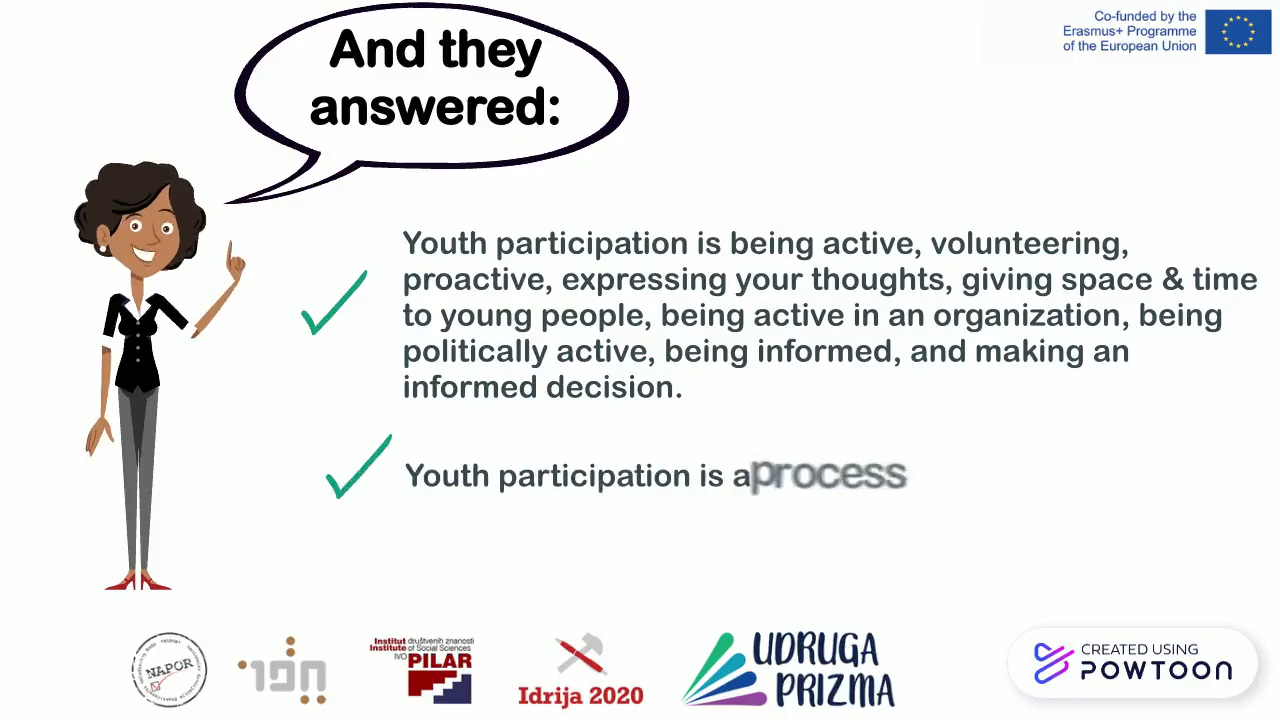 And they
answered:
Co-funded by the
Erasmus+ Programme
of the European Union
Youth participation is being active, volunteering,
proactive, expressing your thoughts, giving space & time
to young people, being active in an organization, being
politically active, being informed, and making an
informed decision.
Youth participation is a process
NAPOR
חפר
Institut društvenih znanosti
Institute of Social Sciences
IVO PILAR
Idrija 2020
UDRUGA
PRIZMA
CREATED USING
POWTOON